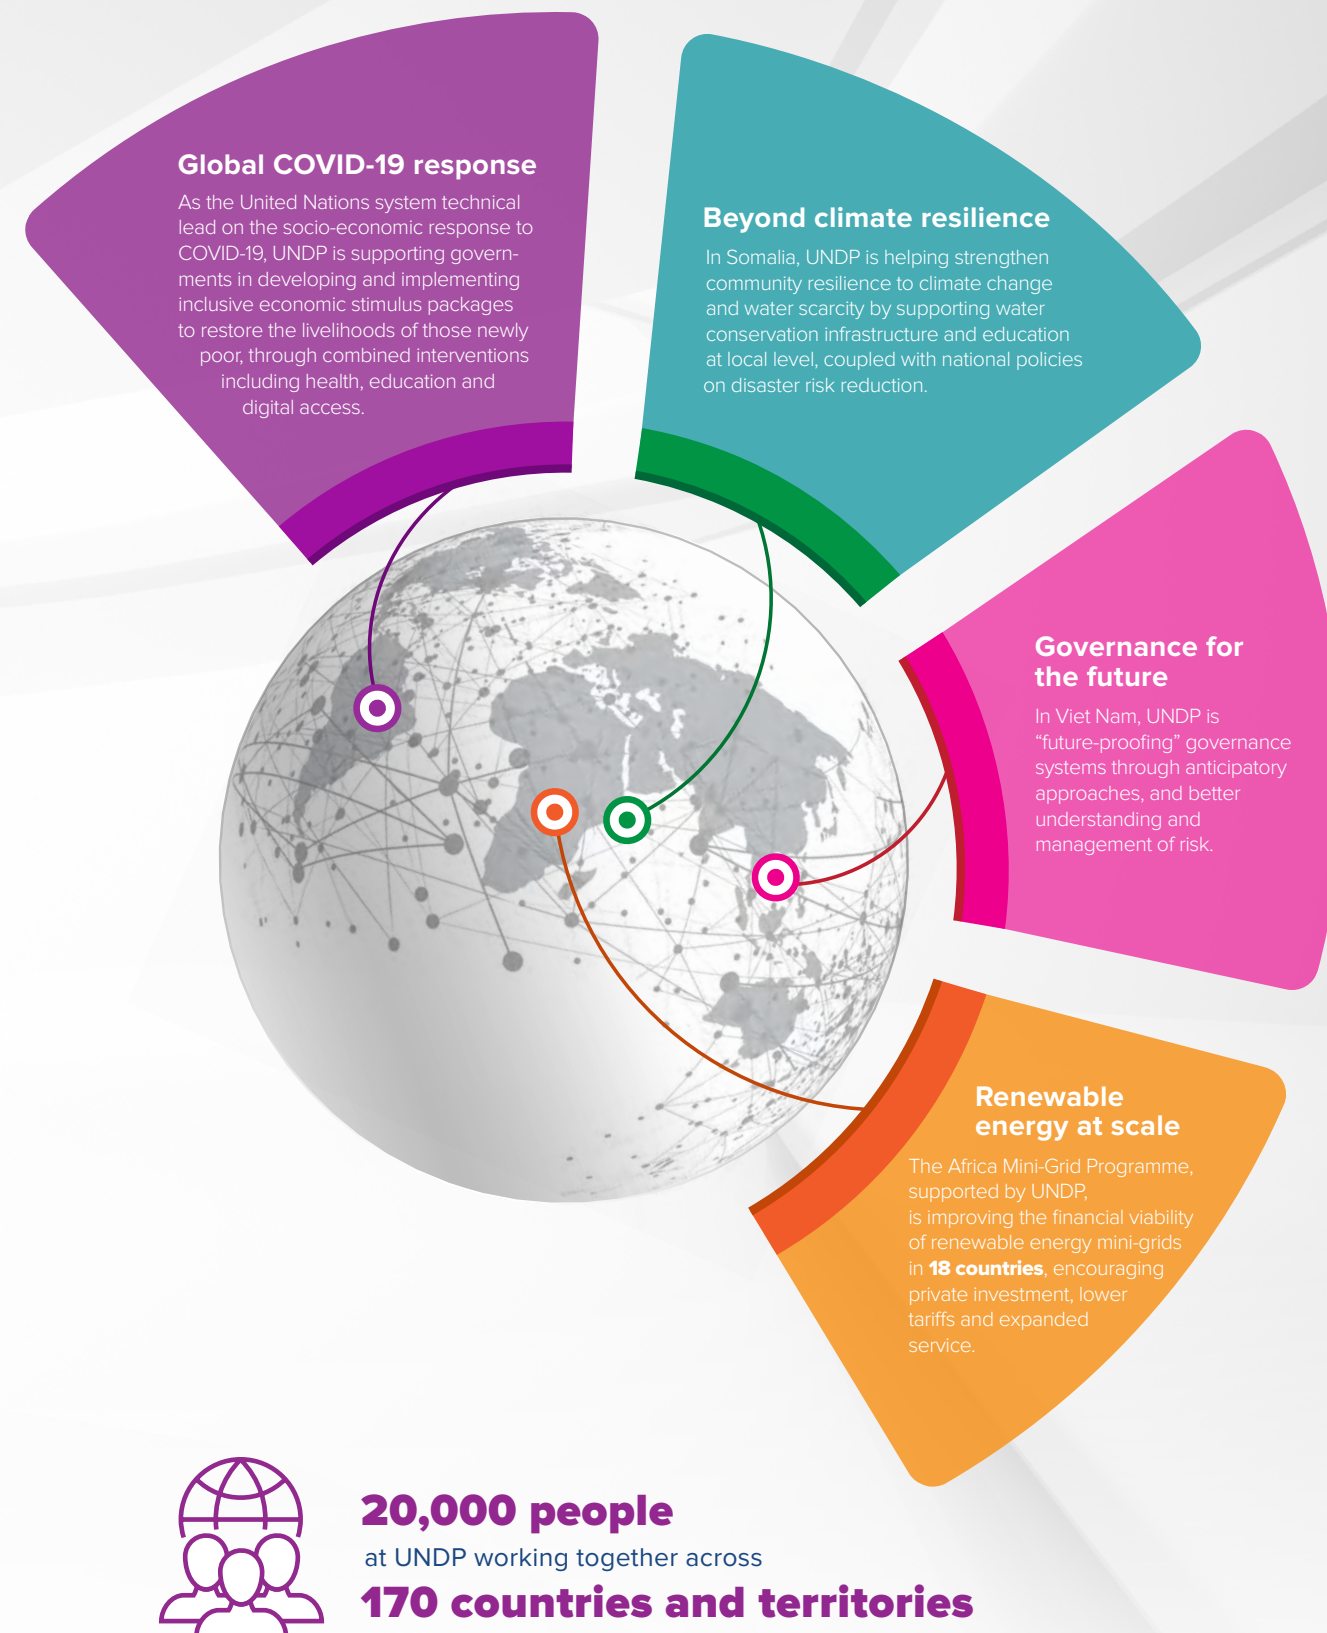 Global COVID-19 response
As the United Nations system technical
lead on the socio-economic response to
COVID-19, UNDP is supporting govern-
ments in developing and implementing
inclusive economic stimulus packages
to restore the livelihoods of those newly
poor, through combined interventions
including health, education and
digital access.
Beyond climate resilience
In Somalia, UNDP is helping strengthen
community resilience to climate change
and water scarcity by supporting water
conservation infrastructure and education
at local level, coupled with national policies
on disaster risk reduction.
Governance for
the future
In Viet Nam, UNDP is
“future-proofing” governance
systems through anticipatory
approaches, and better
understanding and
management of risk.
Renewable
energy at scale
The Africa Mini-Grid Programme,
supported by UNDP,
is improving the financial viability
of renewable energy mini-grids
in 18 countries, encouraging
private investment, lower
tariffs and expanded
service.
20,000 people
at UNDP working together across
170 countries and territories